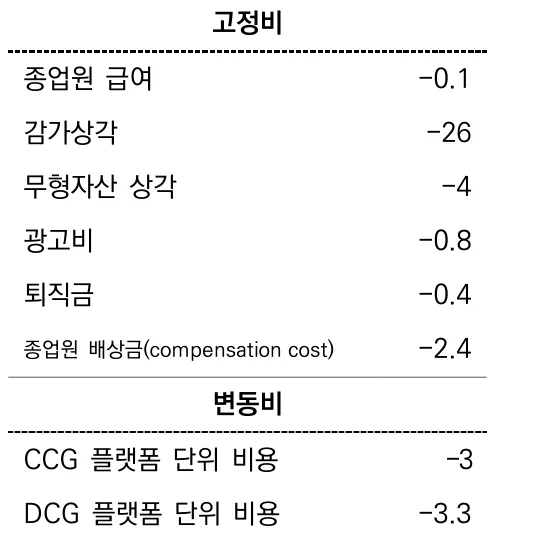 고정비
종업원 급여 -0.1
감가상각 -26
무형자산 상각 -4
광고비 -0.8
퇴직금 -0.4
종업원 배상금(compensation cost) -2.4
변동비
CCG 플랫폼 단위 비용 -3
DCG 플랫폼 단위 비용 -3.3